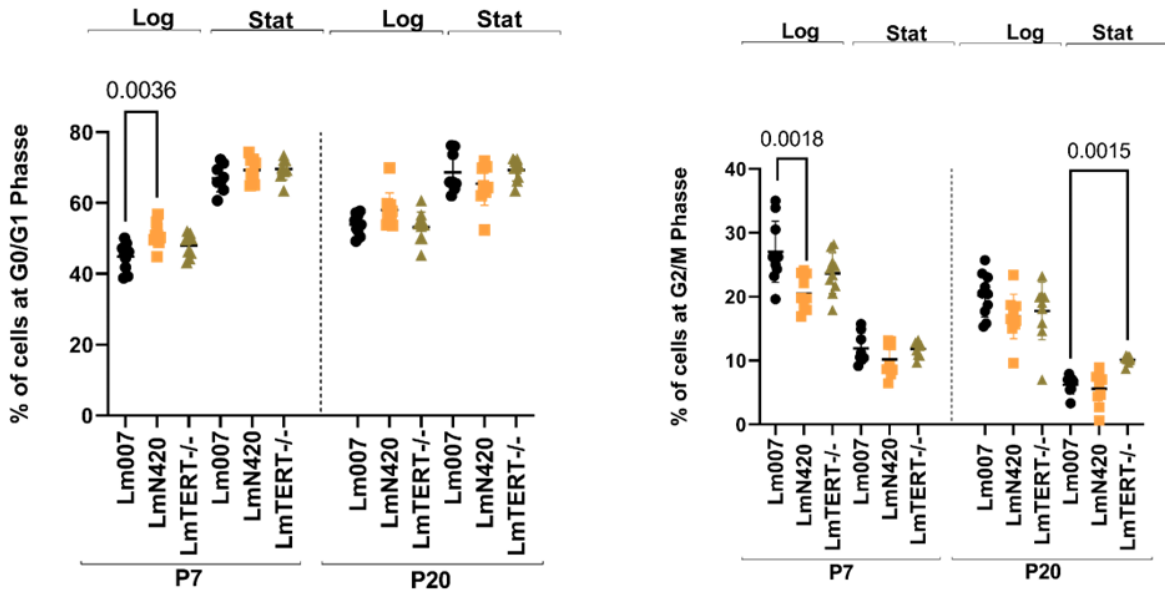 Log Stat Log Stat
0.0036
% of cells at G0/G1 Phasse
80
60
40
20
0
Lm007 LmN420 LmTERT-/- Lm007 LmN420 LmTERT-/- Lm007 LmN420 LmTERT-/- Lm007 LmN420 LmTERT-/-
P7 P20
Log Stat Log Stat
0.0018 0.0015
% of cells at G2/M Phasse
40
30
20
10
0
Lm007 LmN420 LmTERT-/- Lm007 LmN420 LmTERT-/- Lm007 LmN420 LmTERT-/- Lm007 LmN420 LmTERT-/-
P7 P20